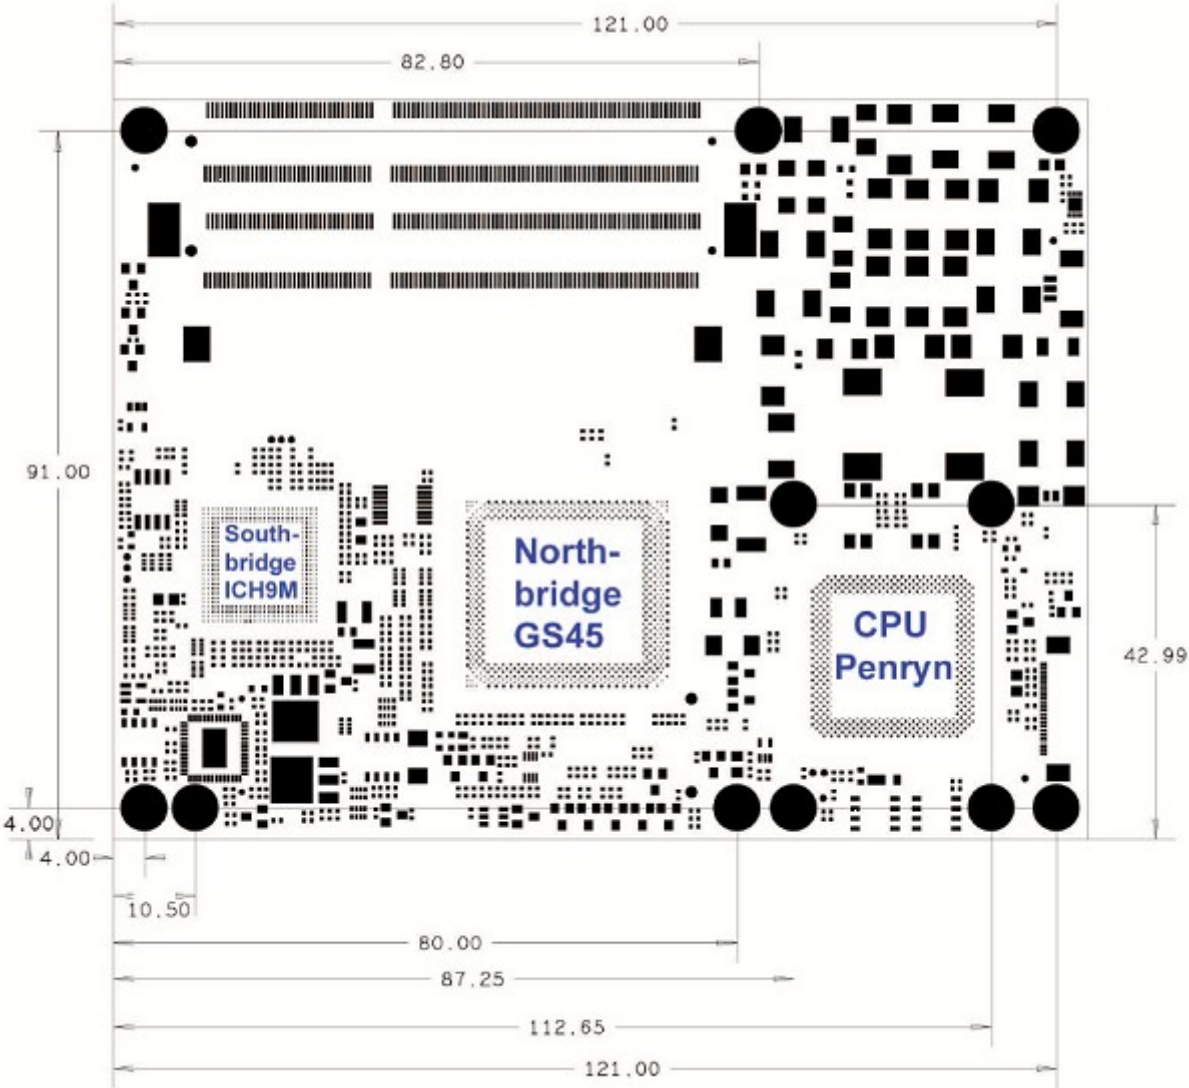 121.00
82.80
91.00
South-
bridge
ICH9M
North-
bridge
GS45
CPU
Penryn
42.99
4.00
4.00
10.50
80.00
87.25
112.65
121.00